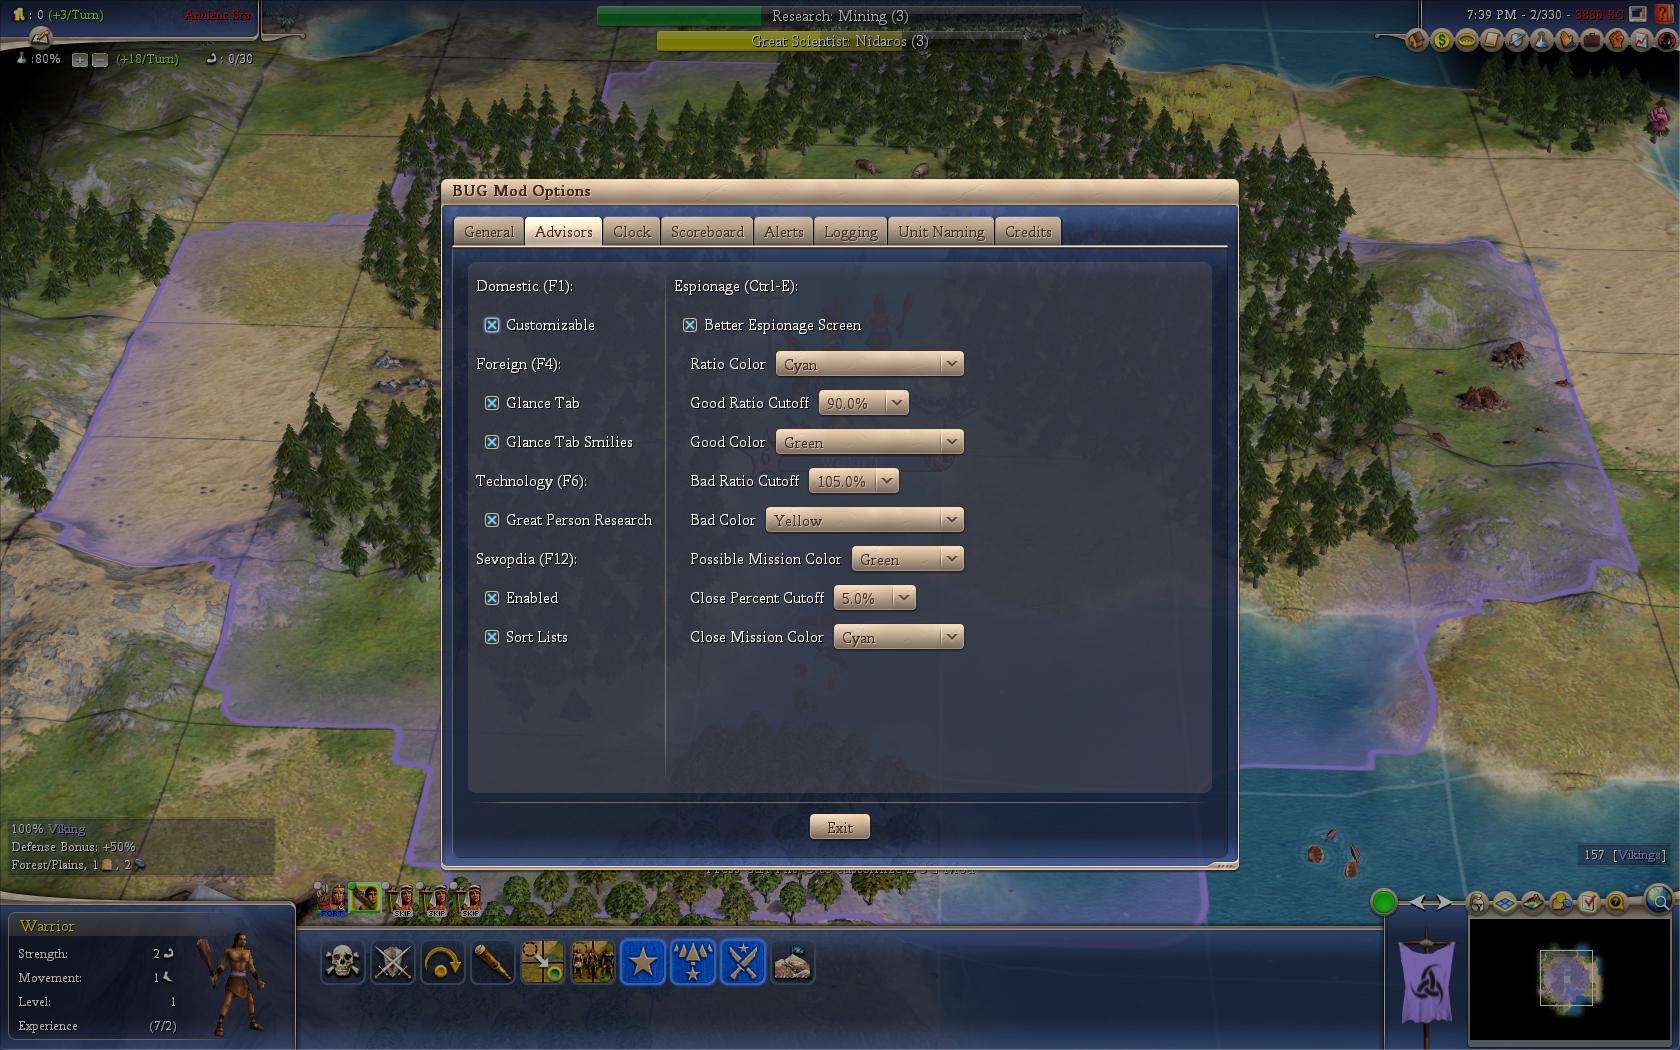 : 0 (+3/Turn)
Ancient Era
Research: Mining (3)
7:39 PM - 2/330 - 3880 BC
Great Scientist: Nidaros (3)
:80%
(+18/Turn)
: 0/30
BUG Mod Options
General
Advisors
Clock
Scoreboard
Alerts
Logging
Unit Naming
Credits
Domestic (F1):
Customizable
Foreign (F4):
Glance Tab
Glance Tab Smilies
Technology (F6):
Great Person Research
Sevopdia (F12):
Enabled
Sort Lists
Espionage (Ctrl-E):
Better Espionage Screen
Ratio Color Cyan
Good Ratio Cutoff 90.0%
Good Color Green
Bad Ratio Cutoff 105.0%
Bad Color Yellow
Possible Mission Color Green
Close Percent Cutoff 5.0%
Close Mission Color Cyan
Exit
100% Viking
Defense Bonus: +50%
Forest/Plains, 1 , 2
157 [Vikings]
FORT
SKIP
SKIP
SKIP
Warrior
Strength: 2
Movement: 1
Level: 1
Experience (7/2)